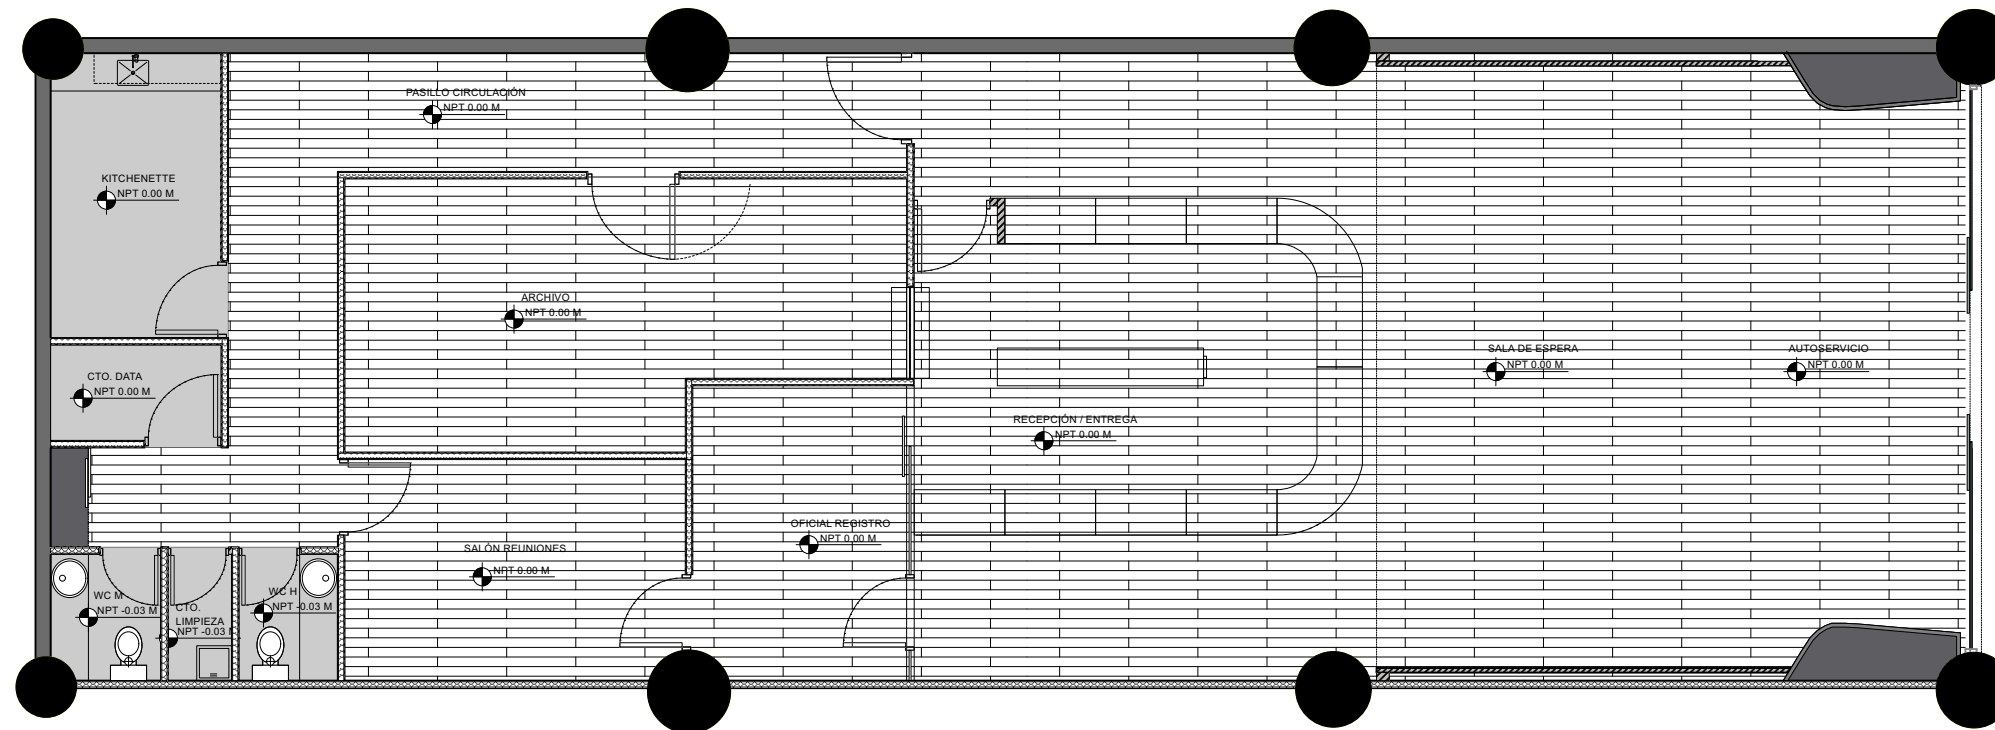 PASILLO CIRCULACIÓN
NPT 0.00 M
KITCHENETTE
NPT 0.00 M
ARCHIVO
NPT 0.00 M
CTO. DATA
NPT 0.00 M
SALA DE ESPERA
NPT 0.00 M
AUTOSERVICIO
NPT 0.00 M
RECEPCIÓN / ENTREGA
NPT 0.00 M
OFICIAL REGISTRO
NPT 0.00 M
SALÓN REUNIONES
NPT 0.00 M
WC M
NPT -0.03 M
CTO.
LIMPIEZA
NPT -0.03 M
WC H
NPT -0.03 M